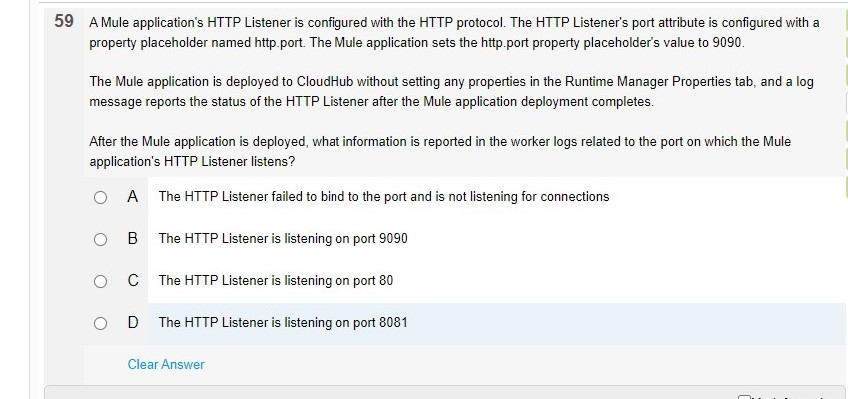 59 A Mule application's HTTP Listener is configured with the HTTP protocol. The HTTP Listener's port attribute is configured with a
property placeholder named http.port. The Mule application sets the http.port property placeholder's value to 9090.
The Mule application is deployed to CloudHub without setting any properties in the Runtime Manager Properties tab, and a log
message reports the status of the HTTP Listener after the Mule application deployment completes.
After the Mule application is deployed, what information is reported in the worker logs related to the port on which the Mule
application's HTTP Listener listens?
A The HTTP Listener failed to bind to the port and is not listening for connections
B The HTTP Listener is listening on port 9090
C The HTTP Listener is listening on port 80
D The HTTP Listener is listening on port 8081
Clear Answer